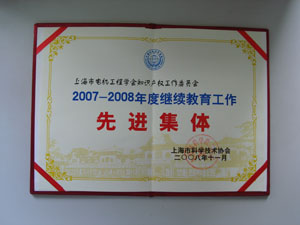 上海市电机工程学会知识产权工作委员会
2007-2008年度继续教育工作
先进集体
上海市科学技术协会
二〇〇八年十一月